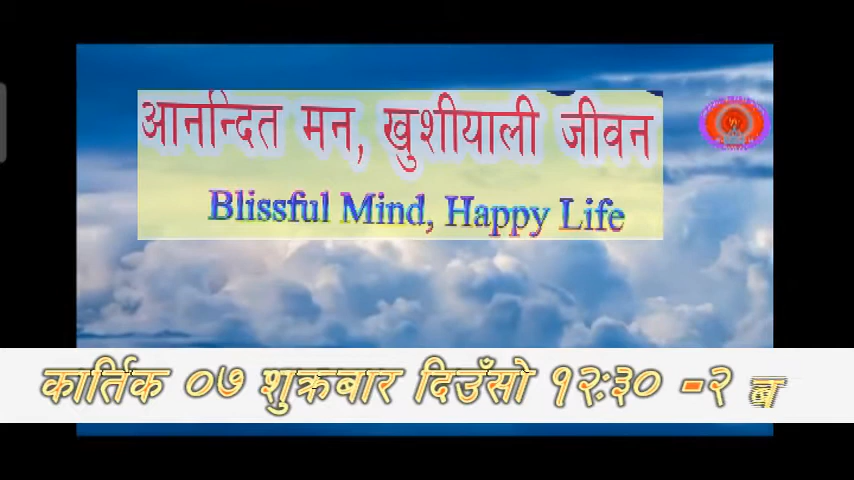 आनन्दित मन, खुशीयाली जीवन
Blissful Mind, Happy Life
कार्तिक ०७ शुक्रबार दिउँसो १२:३० -२ ब